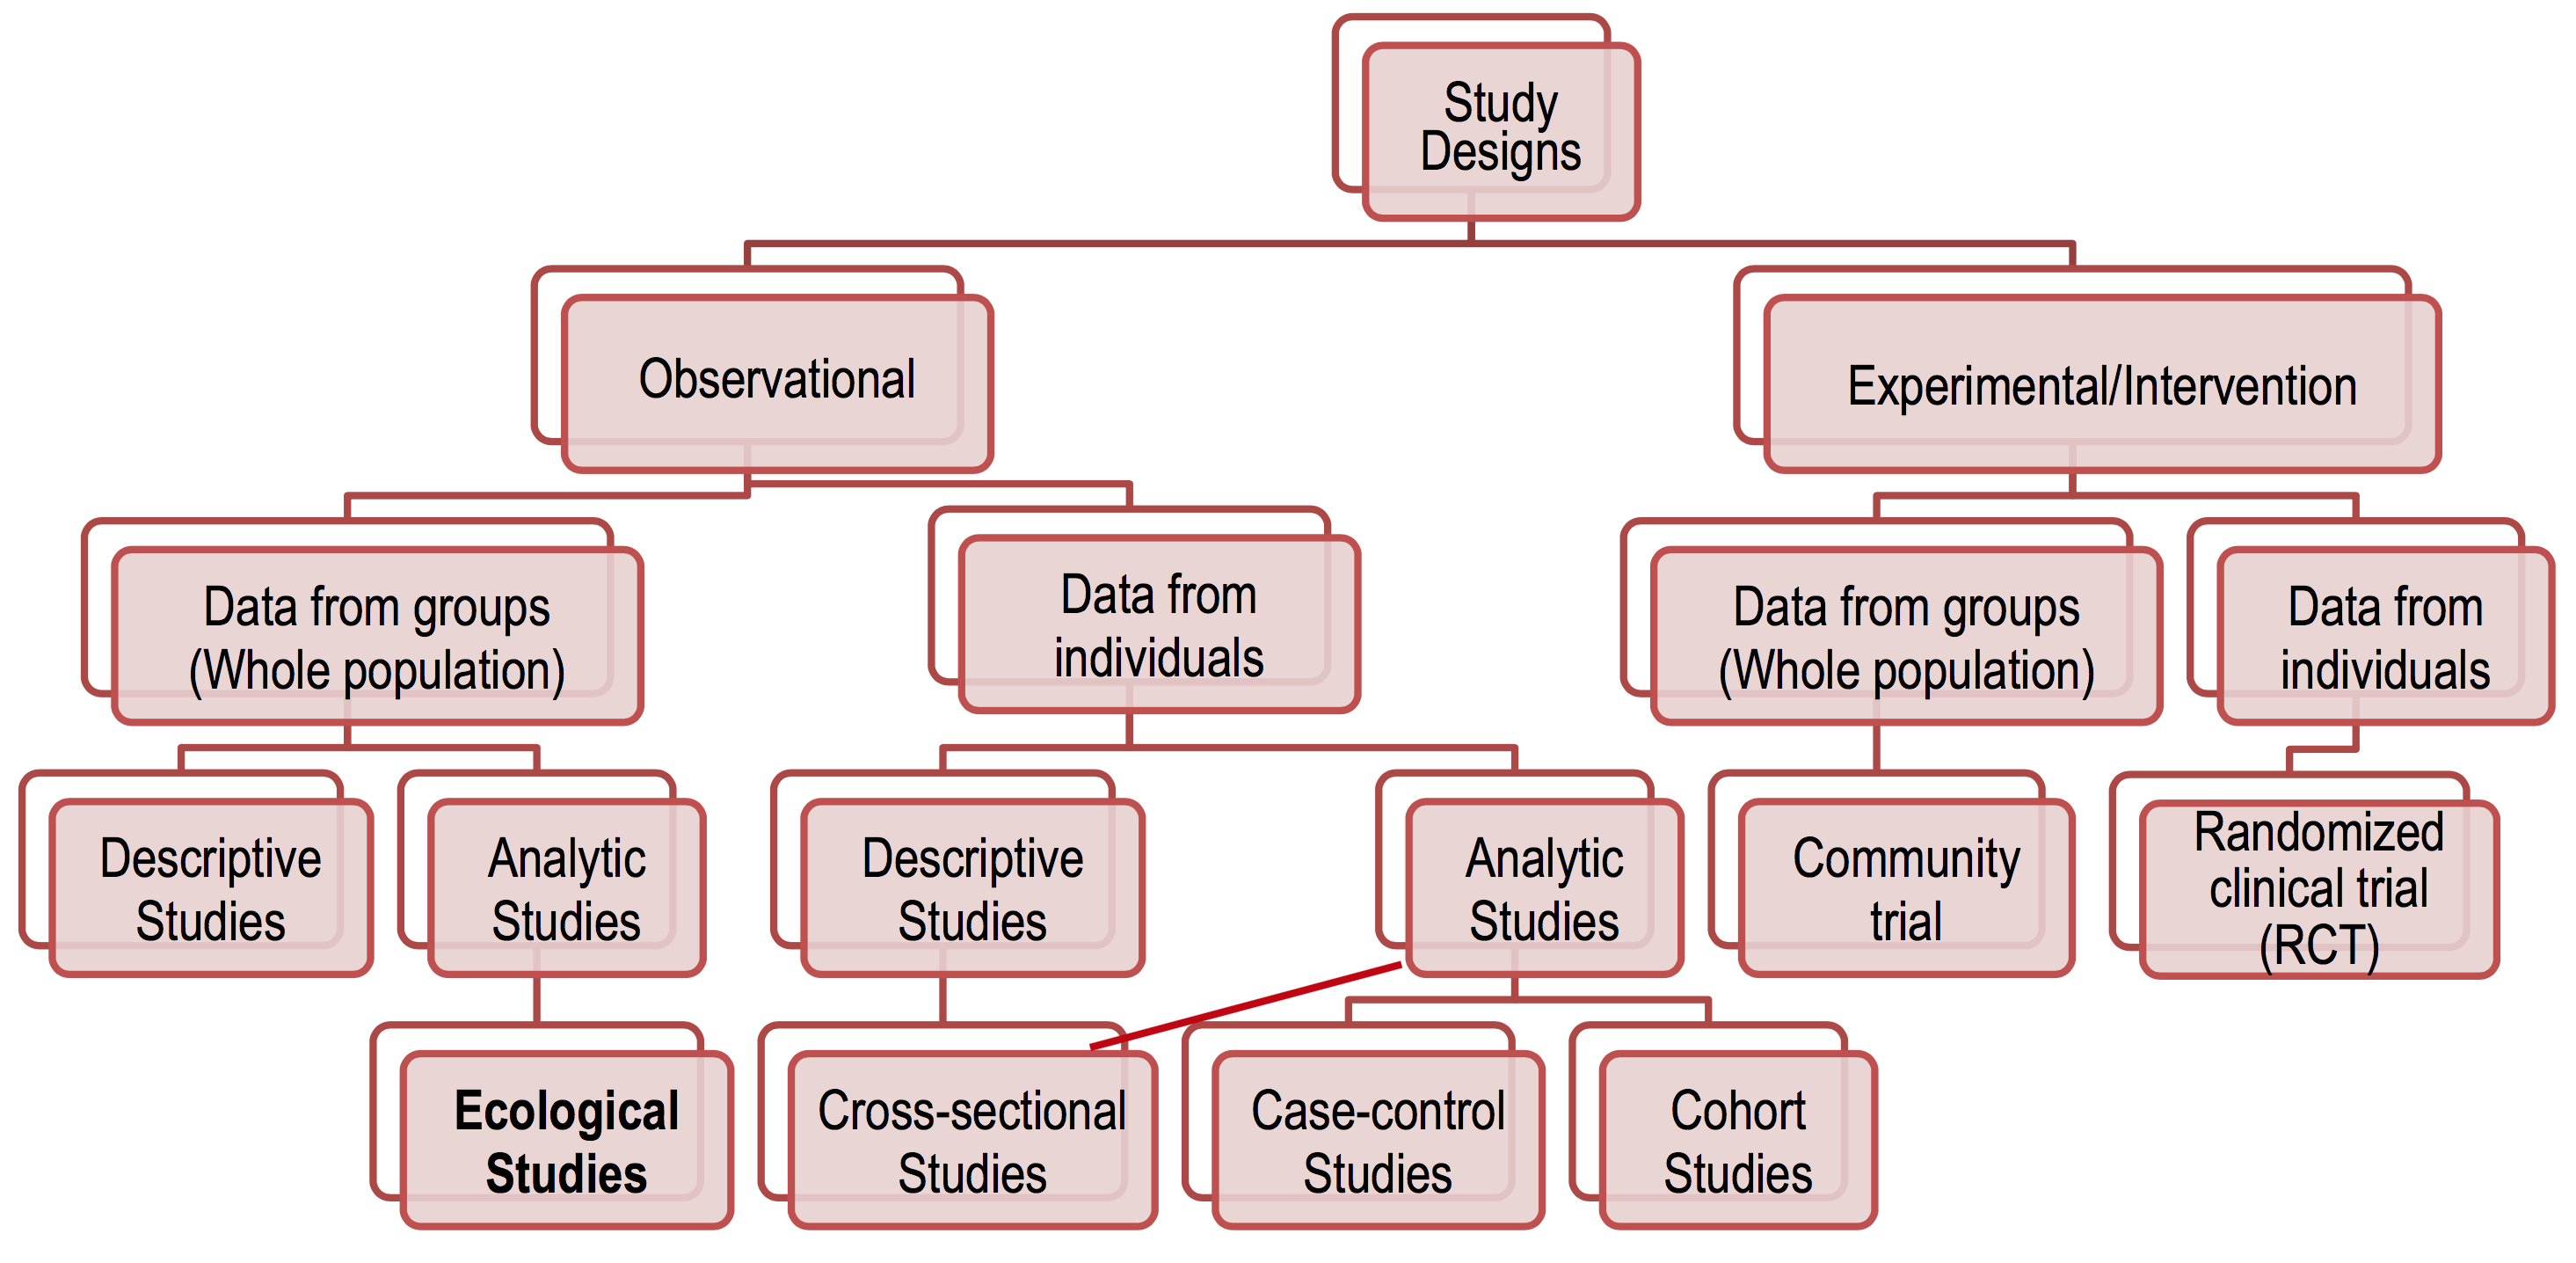 Study
Designs
Observational
Experimental/Intervention
Data from groups
(Whole population)
Data from
individuals
Data from groups
(Whole population)
Data from
individuals
Descriptive
Studies
Analytic
Studies
Descriptive
Studies
Analytic
Studies
Community
trial
Randomized
clinical trial
(RCT)
Ecological
Studies
Cross-sectional
Studies
Case-control
Studies
Cohort
Studies